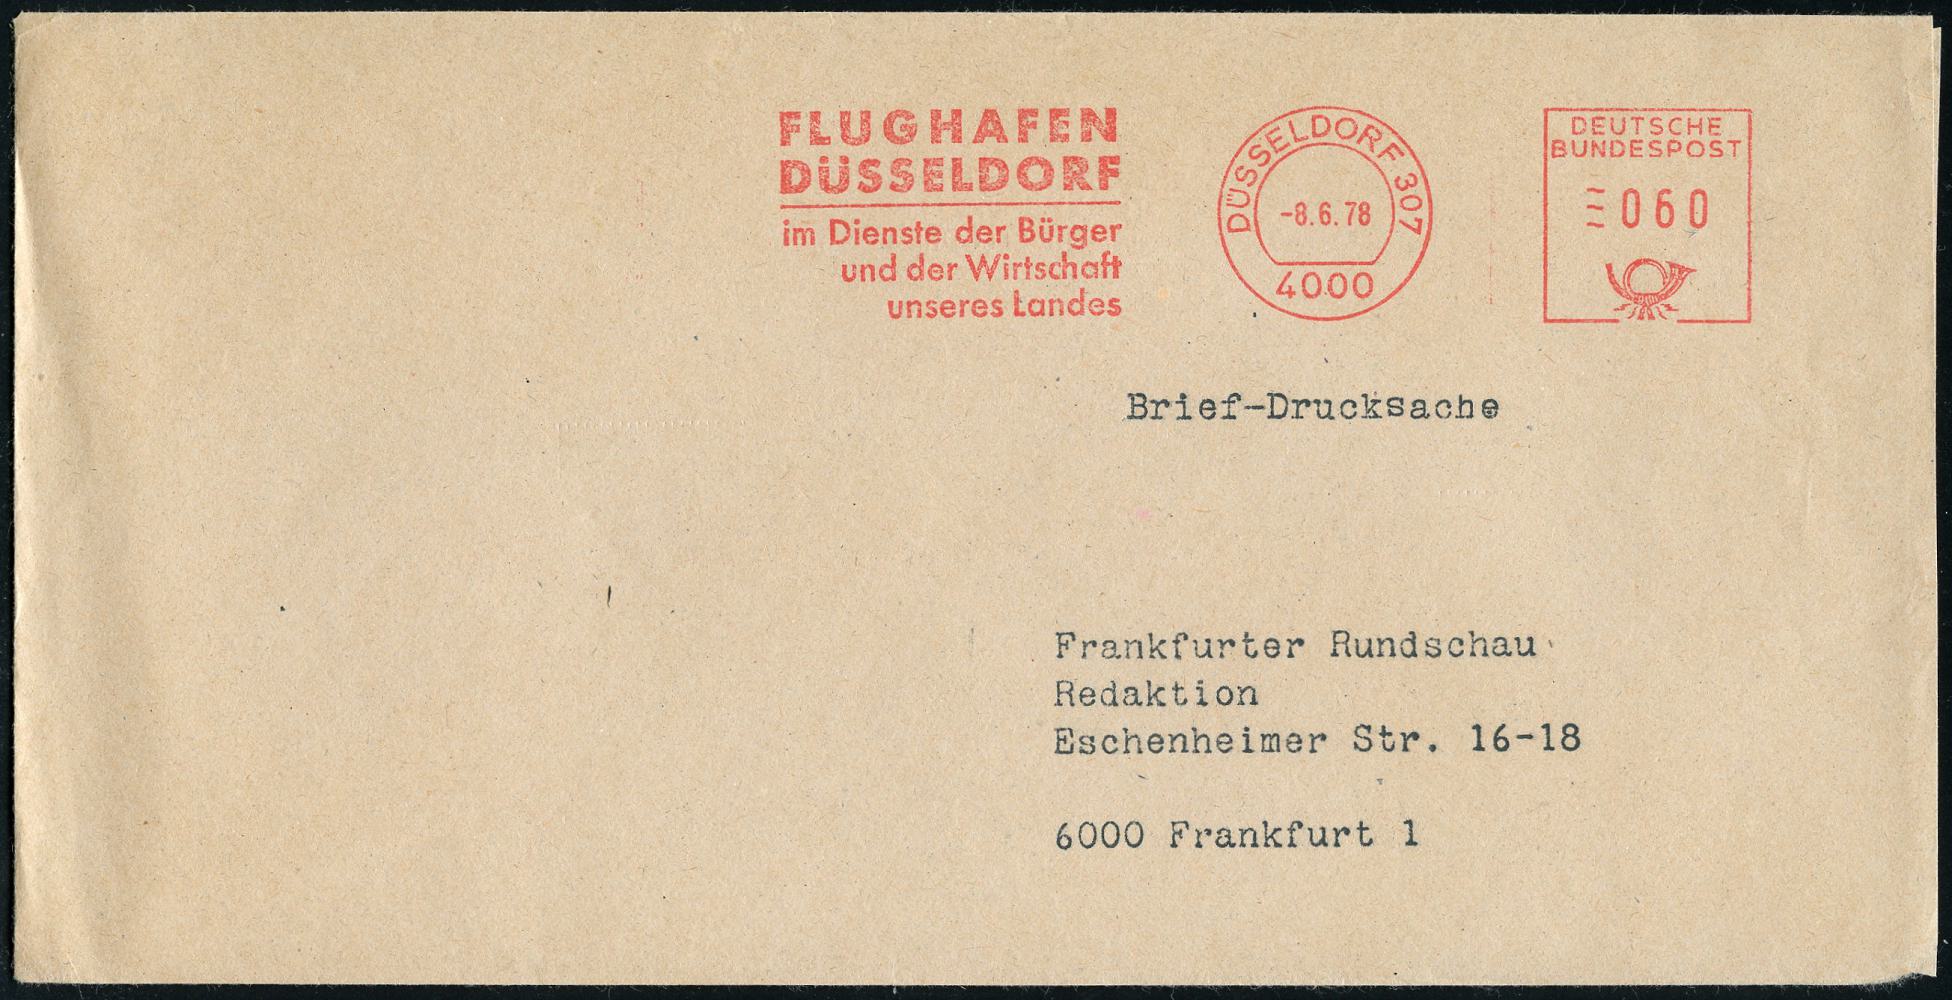 FLUGHAFEN
DÜSSELDORF
im Dienste der Bürger
und der Wirtschaft
unseres Landes
DÜSSELDORF 307
-8.6.78
4000
DEUTSCHE
BUNDESPOST
060
Brief-Drucksache
Frankfurter Rundschau
Redaktion
Eschenheimer Str. 16-18
6000 Frankfurt 1